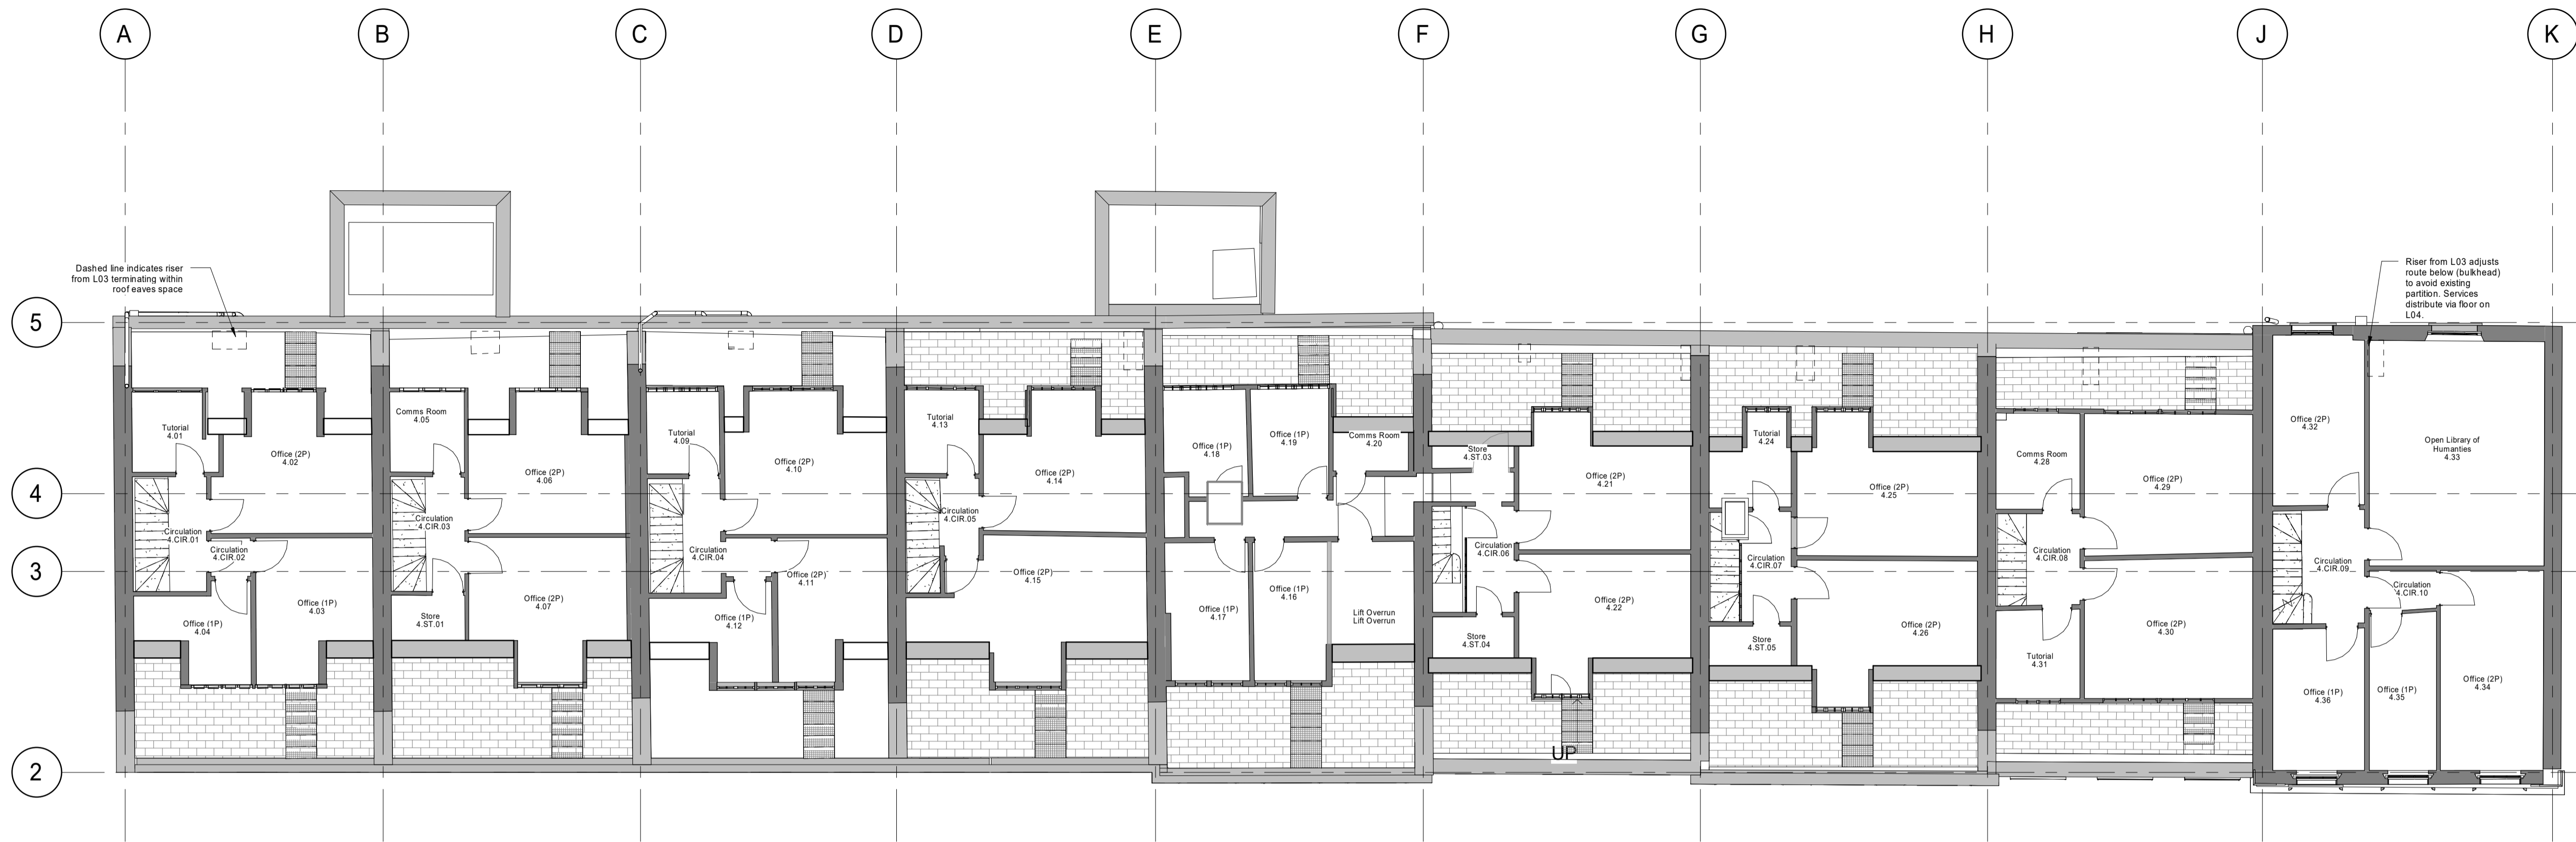 A
B
C
D
E
F
G
H
J
K
5
4
3
2
Dashed line indicates riser
from L03 terminating within
roof eaves space
Riser from L03 adjusts
route below (bulkhead)
to avoid existing
partition. Services
distribute via floor on
L04.
Tutorial
4.01
Office (2P)
4.02
Circulation
4.CIR.01
Circulation
4.CIR.02
Office (1P)
4.03
Office (1P)
4.04
Comms Room
4.05
Office (2P)
4.06
Circulation
4.CIR.03
Office (2P)
4.07
Store
4.ST.01
Tutorial
4.09
Office (2P)
4.10
Circulation
4.CIR.04
Office (2P)
4.11
Office (1P)
4.12
Tutorial
4.13
Office (2P)
4.14
Circulation
4.CIR.05
Office (2P)
4.15
Office (1P)
4.18
Office (1P)
4.19
Comms Room
4.20
Office (1P)
4.17
Office (1P)
4.16
Lift Overrun
Lift Overrun
Store
4.ST.03
Office (2P)
4.21
Circulation
4.CIR.06
Office (2P)
4.22
Store
4.ST.04
UP
Tutorial
4.24
Office (2P)
4.25
Circulation
4.CIR.07
Office (2P)
4.26
Store
4.ST.05
Comms Room
4.28
Office (2P)
4.29
Circulation
4.CIR.08
Office (2P)
4.30
Tutorial
4.31
Office (2P)
4.32
Open Library of
Humanities
4.33
Circulation
4.CIR.09
Circulation
4.CIR.10
Office (1P)
4.36
Office (1P)
4.35
Office (2P)
4.34